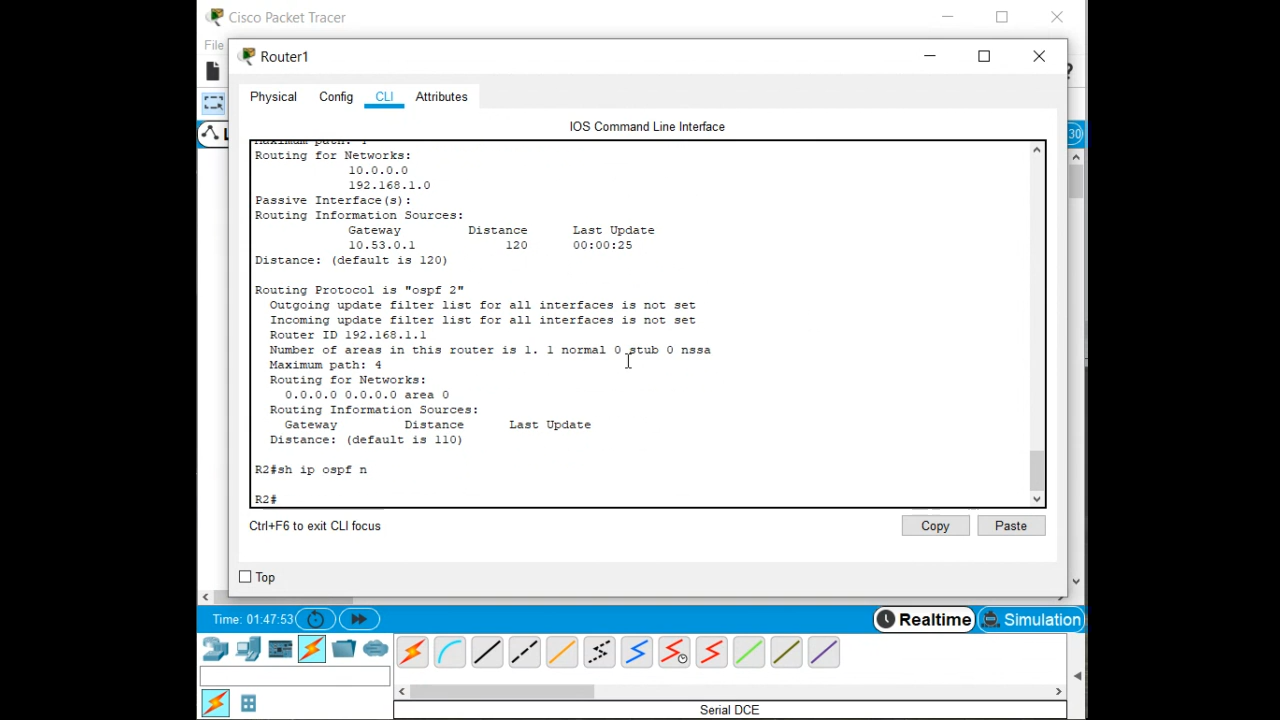 Cisco Packet Tracer
File
Router1
Physical Config CLI Attributes
IOS Command Line Interface
Routing for Networks:
10.0.0.0
192.168.1.0
Passive Interface(s):
Routing Information Sources:
Gateway Distance Last Update
10.53.0.1 120 00:00:25
Distance: (default is 120)
Routing Protocol is "ospf 2"
Outgoing update filter list for all interfaces is not set
Incoming update filter list for all interfaces is not set
Router ID 192.168.1.1
Number of areas in this router is 1. 1 normal 0 stub 0 nssa
Maximum path: 4
Routing for Networks:
0.0.0.0 0.0.0.0 area 0
Routing Information Sources:
Gateway Distance Last Update
Distance: (default is 110)
R2#sh ip ospf n
R2#
Ctrl+F6 to exit CLI focus
Copy Paste
Top
Time: 01:47:53
Realtime Simulation
Serial DCE